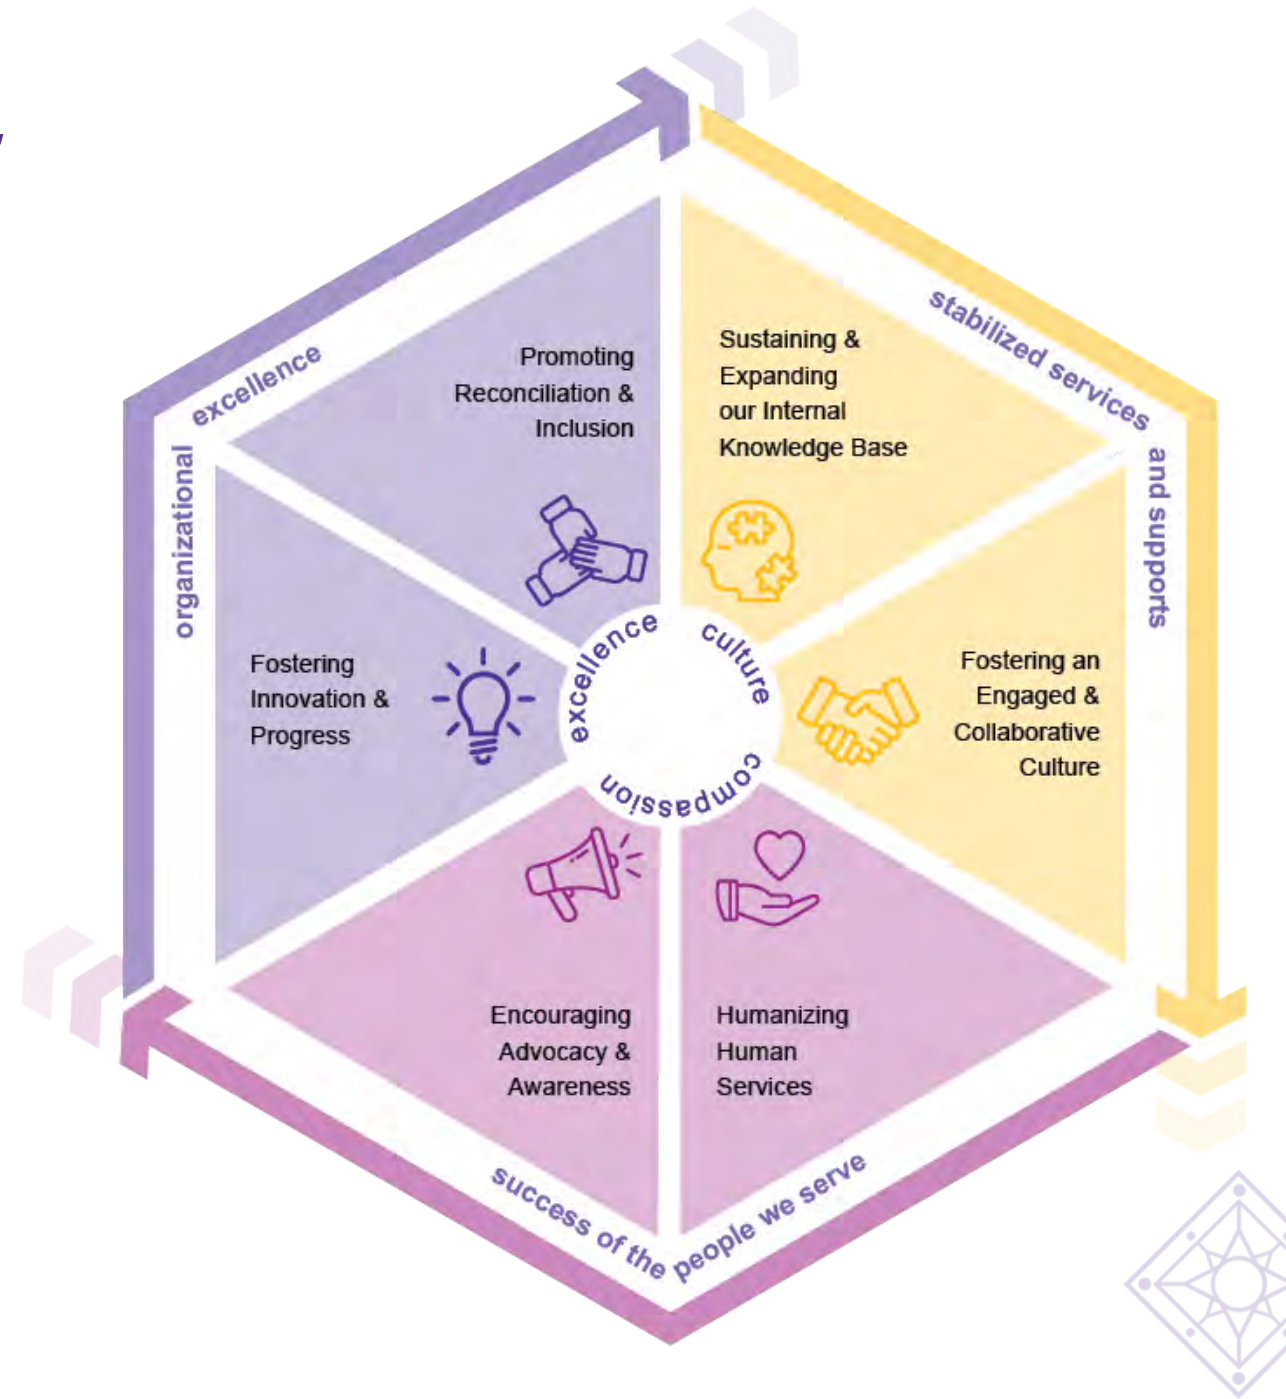 Promoting
Reconciliation &
Inclusion
Sustaining &
Expanding
our Internal
Knowledge Base
stabilized services
and supports
organizational
excellence
Fostering
Innovation &
Progress
excellence
culture
compassion
Fostering an
Engaged &
Collaborative
Culture
Encouraging
Advocacy &
Awareness
Humanizing
Human
Services
success of the
people we serve